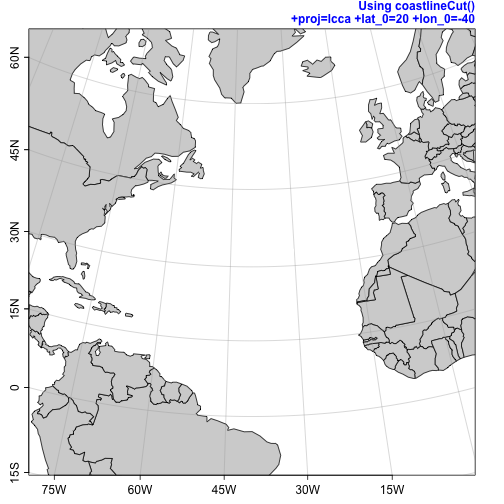 Using coastlineCut()
+proj=lcca +lat_0=20 +lon_0=-40
60N
45N
30N
15N
0
15S
75W
60W
45W
30W
15W